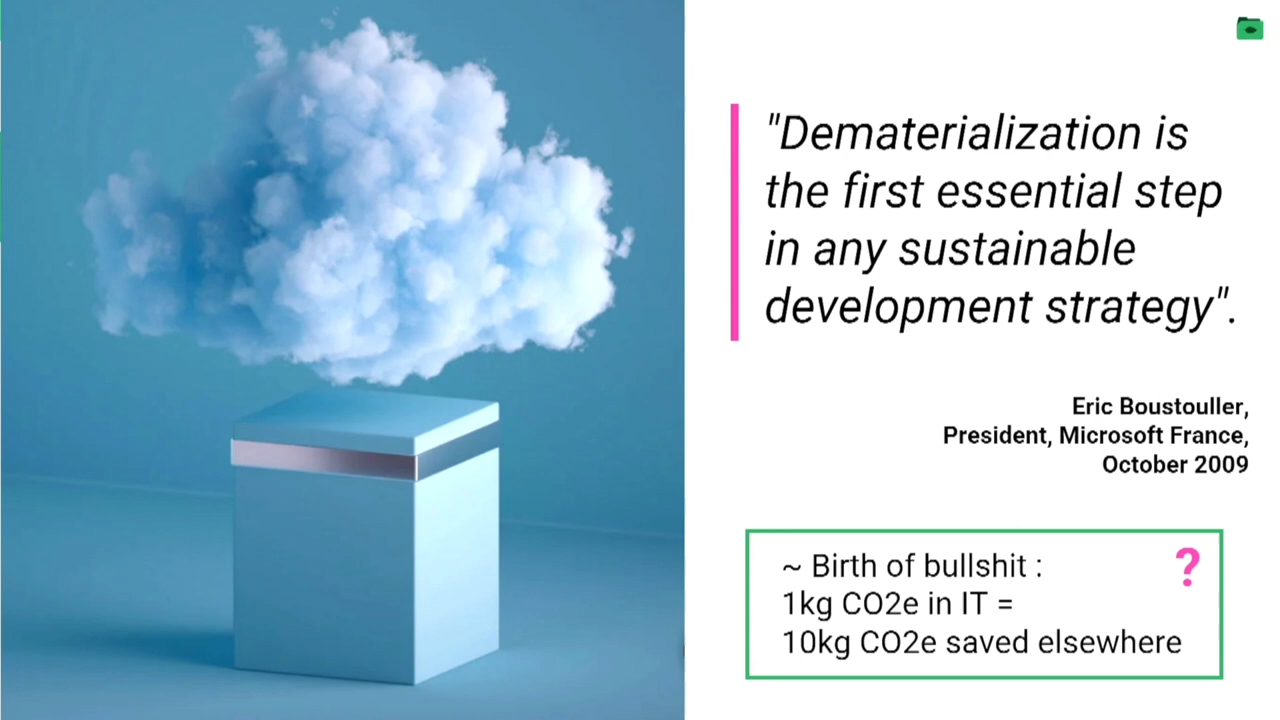 "Dematerialization is
the first essential step
in any sustainable
development strategy".
Eric Boustouller,
President, Microsoft France,
October 2009
~ Birth of bullshit :
?
1kg CO2e in IT =
10kg CO2e saved elsewhere